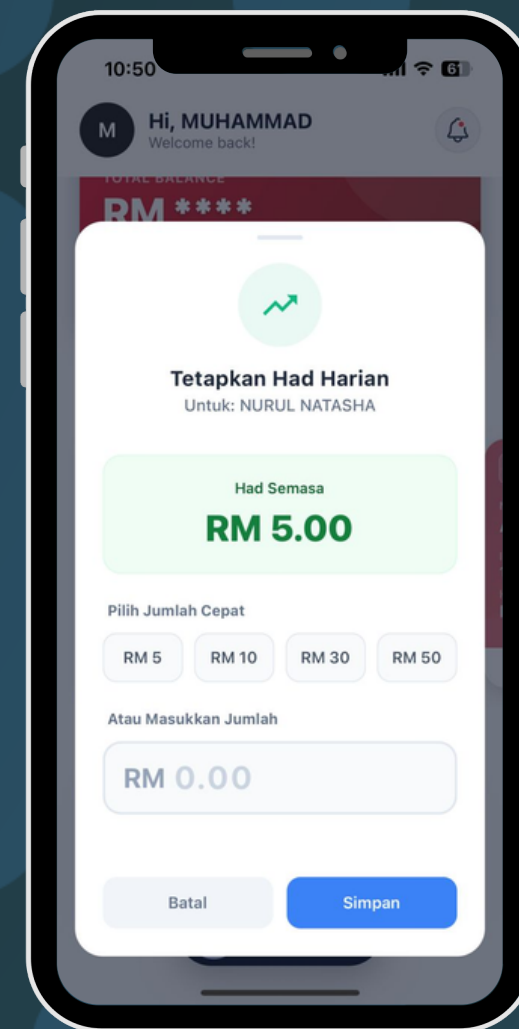 10:50
61
M
Hi, MUHAMMAD
Welcome back!
TOTAL BALANCE
RM ****
Tetapkan Had Harian
Untuk: NURUL NATASHA
Had Semasa
RM 5.00
Pilih Jumlah Cepat
RM 5 RM 10 RM 30 RM 50
Atau Masukkan Jumlah
RM 0.00
Batal Simpan